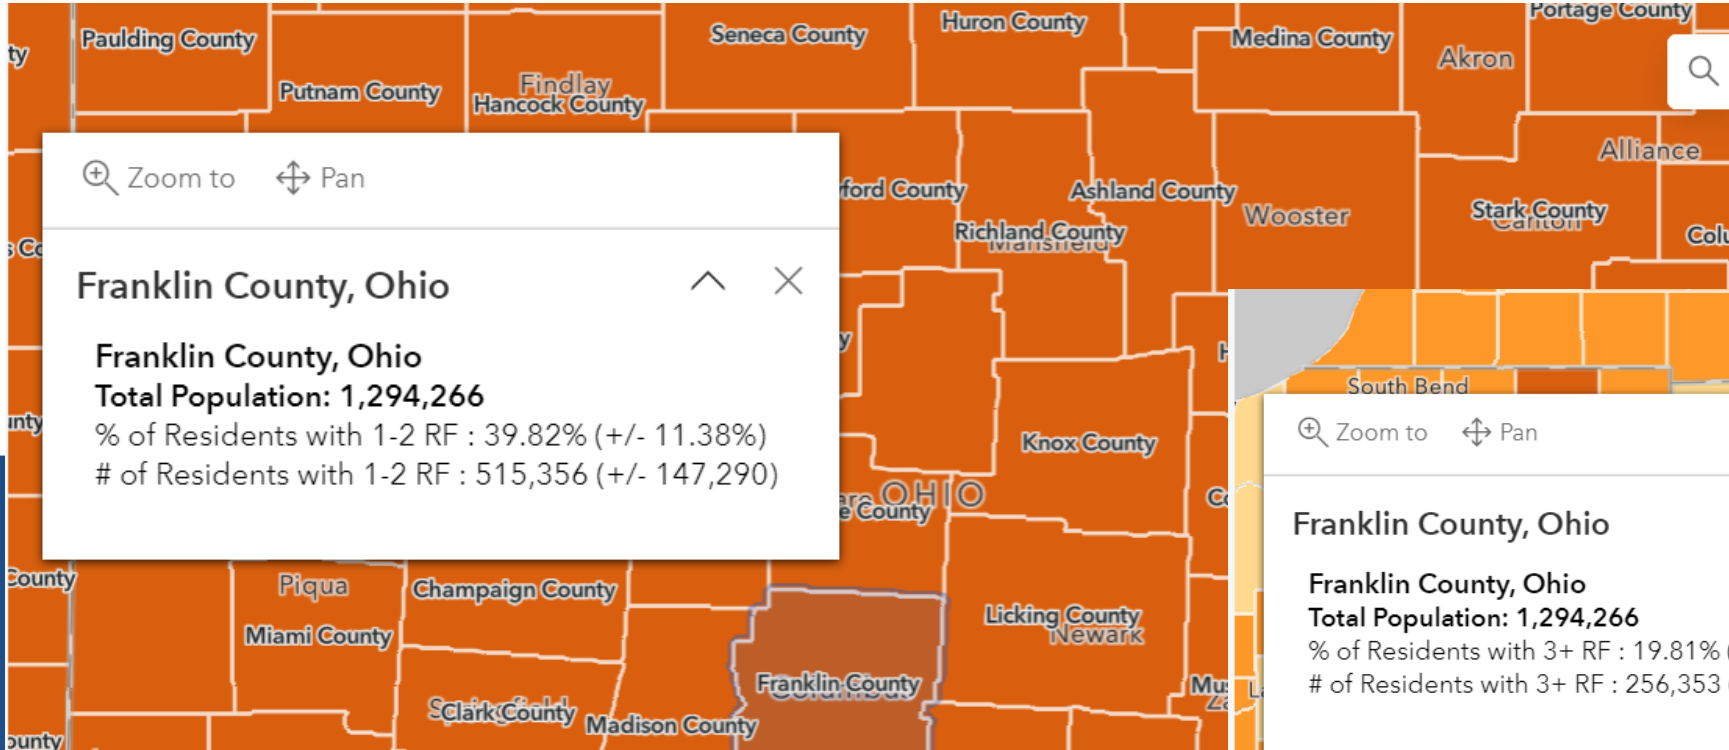 Paulding County
Seneca County
Huron County
Portage County
Medina County
Akron
Putnam County
Findlay
Hancock County
Alliance
Zoom to
Pan
Ashland County
Wooster
Stark County
Canton
Richland County
Mansfield
Franklin County, Ohio
Franklin County, Ohio
Total Population: 1,294,266
% of Residents with 1-2 RF : 39.82% (+/- 11.38%)
# of Residents with 1-2 RF : 515,356 (+/- 147,290)
Knox County
OHIO
e County
County
Piqua
Champaign County
Miami County
Licking County
Newark
Franklin County
Clark County
Madison County
South Bend
Zoom to
Pan
Franklin County, Ohio
Franklin County, Ohio
Total Population: 1,294,266
% of Residents with 3+ RF : 19.81% (
# of Residents with 3+ RF : 256,353 (